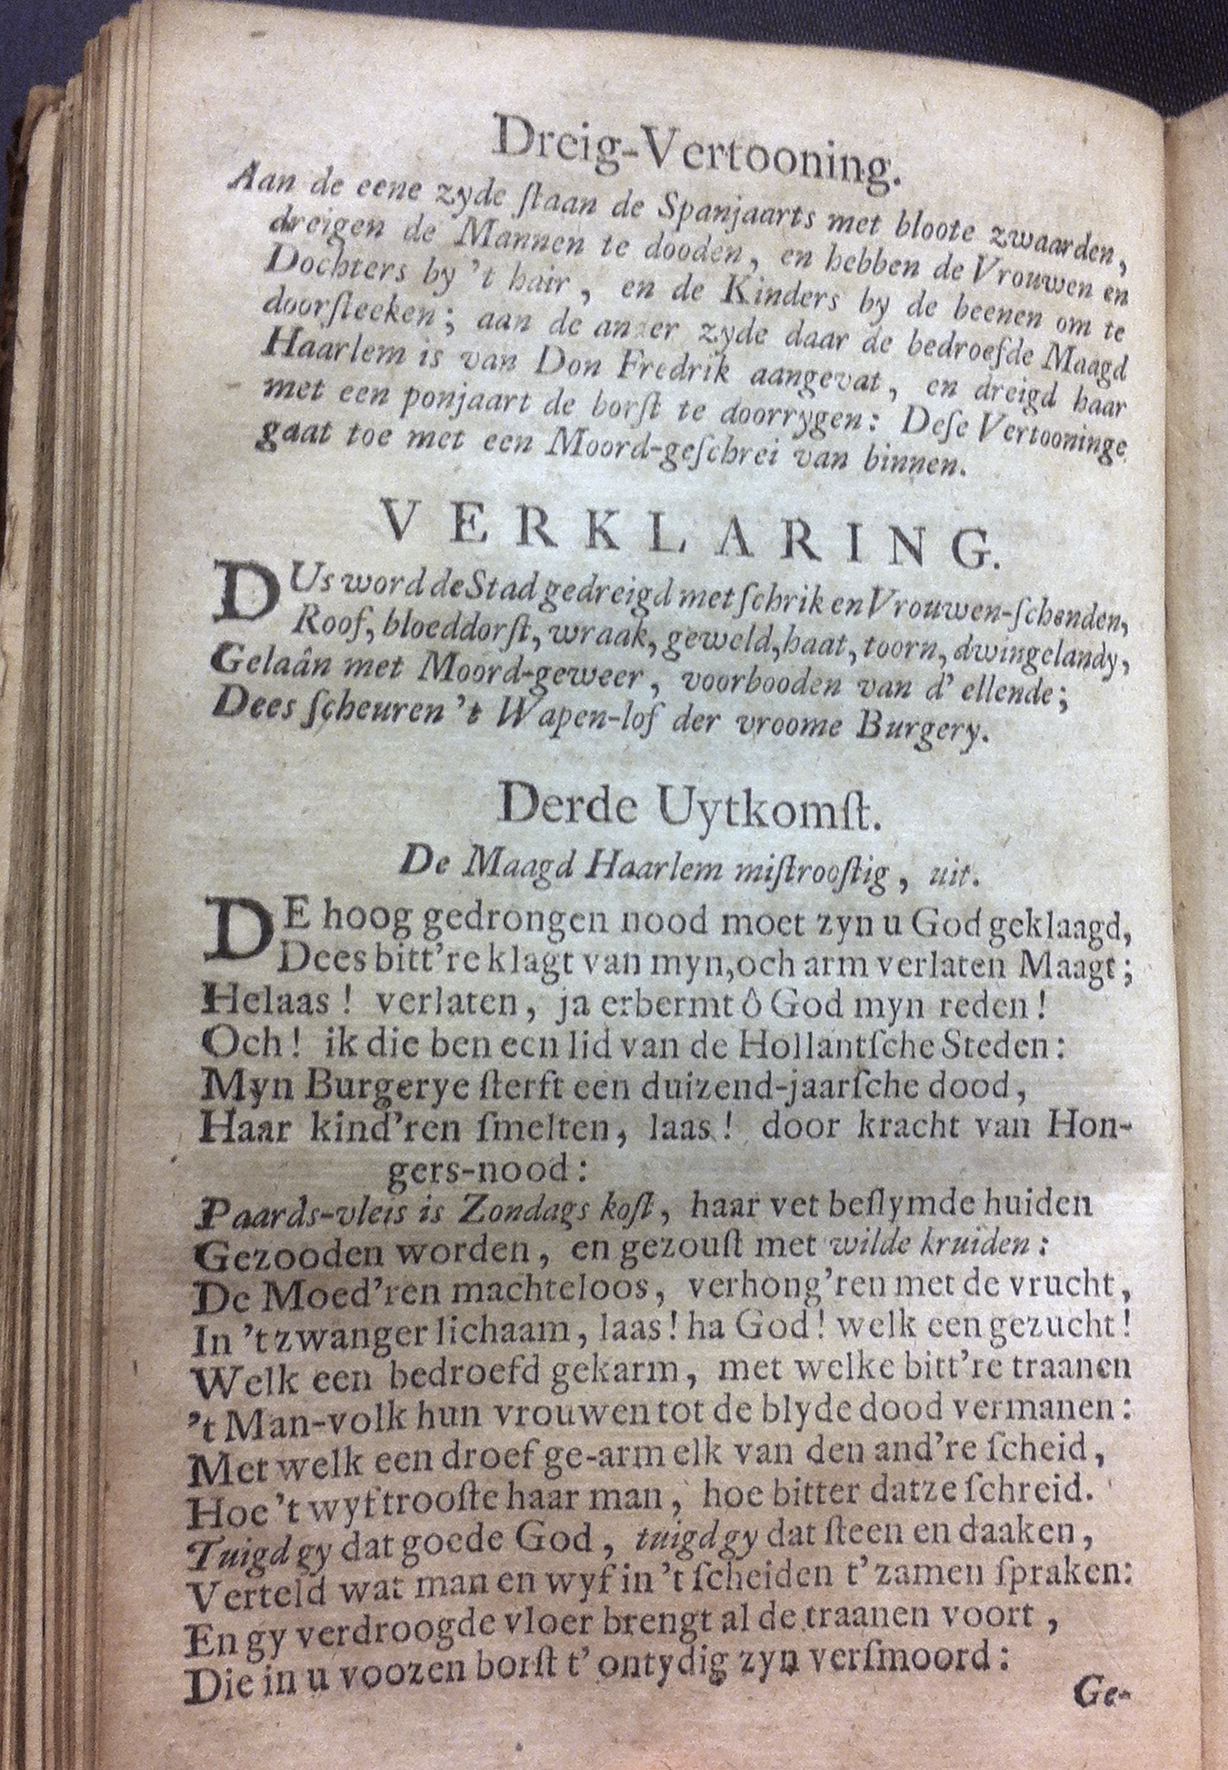 Dreig-Vertooning.
Aan de eene zyde ſtaan de Spanjaarts met bloote zwaarden,
dreigen de Mannen te dooden, en hebben de Vrouwen en
Dochters by 't hair, en de Kinders by de beenen om te
doorſteeken; aan de anzer zyde daar de bedroefde Maagd
Haarlem is van Don Fredrik aangevat, en dreigd haar
met een ponjaart de borſt te doorrygen: Deſe Vertooninge
gaat toe met een Moord-geſchrei van binnen.
VERKLARING.
DUs word de Stad gedreigd met ſchrik en Vrouwen-ſchenden,
Roof, bloeddorſt, wraak, geweld, haat, toorn, dwingelandy,
Gelaân met Moord-geweer, voorbooden van d' ellende;
Dees ſcheuren 't Wapen-lof der vroome Burgery.
Derde Uytkomſt.
De Maagd Haarlem miſtrooſtig, uit.
DE hoog gedrongen nood moet zyn u God geklaagd,
Dees bitt're klagt van myn, och arm verlaten Maagt;
Helaas! verlaten, ja erbermt ô God myn reden!
Och! ik die ben een lid van de Hollantſche Steden:
Myn Burgerye ſterft een duizend-jaarſche dood,
Haar kind'ren ſmelten, laas! door kracht van Hon-
gers-nood:
Paards-vleis is Zondags koſt, haar vet beſlymde huiden
Gezooden worden, en gezouſt met wilde kruiden:
De Moed'ren machteloos, verhong'ren met de vrucht,
In 't zwanger lichaam, laas! ha God! welk een gezucht!
Welk een bedroefd gekarm, met welke bitt're traanen
't Man-volk hun vrouwen tot de blyde dood vermanen:
Met welk een droef ge-arm elk van den and're ſcheid,
Hoe 't wyf trooſte haar man, hoe bitter datze ſchreid.
Tuigd gy dat goede God, tuigd gy dat ſteen en daaken,
Verteld wat man en wyf in 't ſcheiden t' zamen ſpraken:
En gy verdroogde vloer brengt al de traanen voort,
Die in u voozen borſt t' ontydig zyn verſmoord:
Ge-